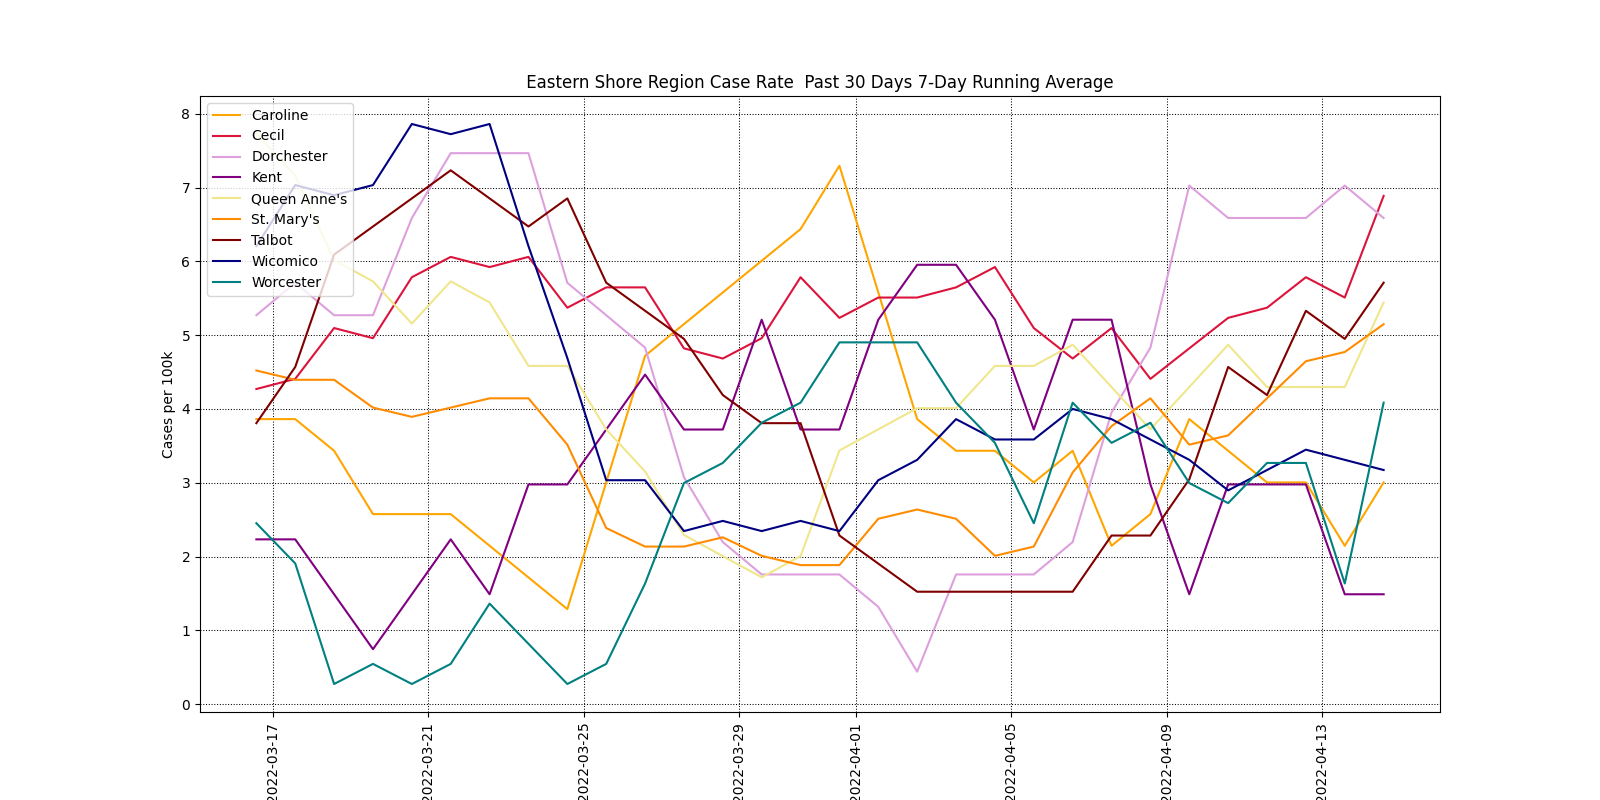 Eastern Shore Region Case Rate  Past 30 Days 7-Day Running Average
Cases per 100k
8
7
6
5
4
3
2
1
0
Caroline
Cecil
Dorchester
Kent
Queen Anne's
St. Mary's
Talbot
Wicomico
Worcester
2022-03-17
2022-03-21
2022-03-25
2022-03-29
2022-04-01
2022-04-05
2022-04-09
2022-04-13